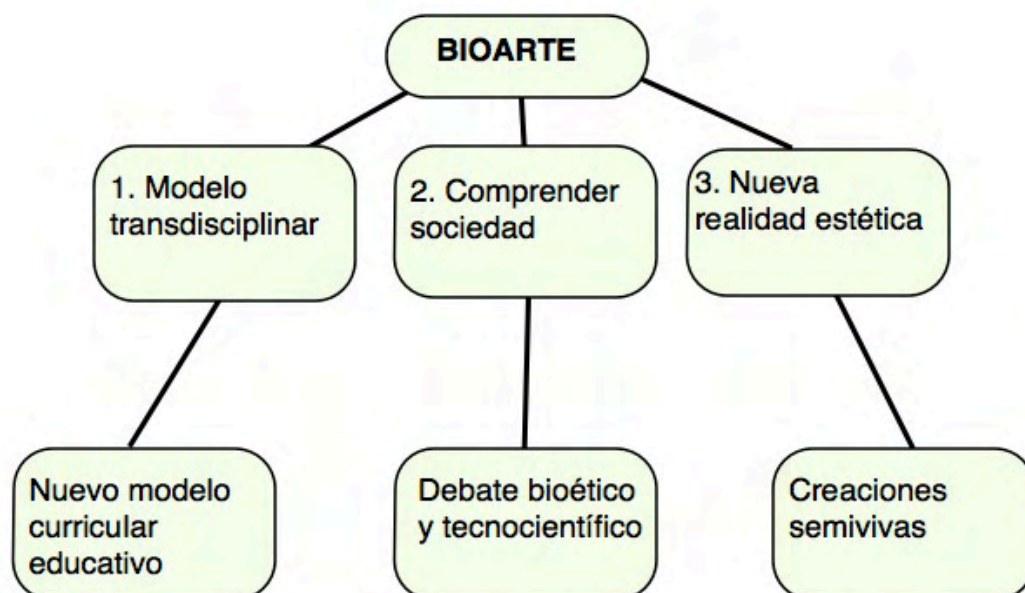 BIOARTE
1. Modelo
transdisciplinar
2. Comprender
sociedad
3. Nueva
realidad estética
Nuevo modelo
curricular
educativo
Debate bioético
y tecnocientífico
Creaciones
semivivas